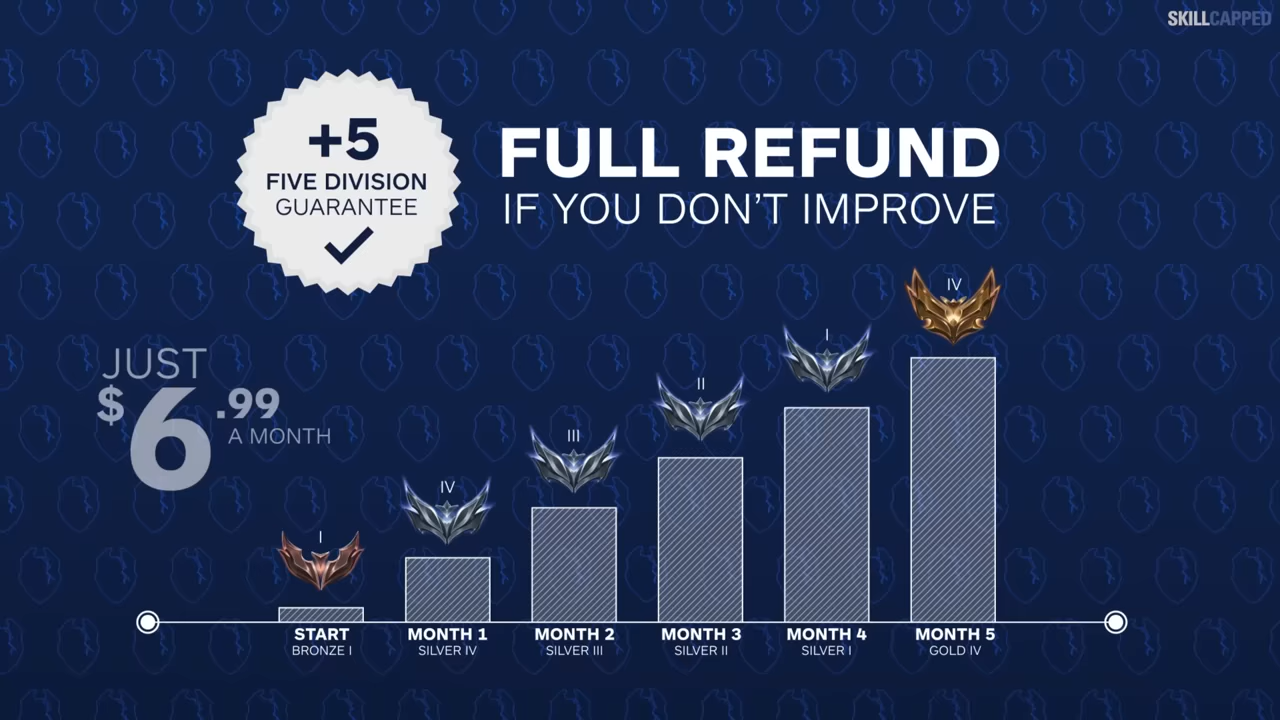 SKILLCAPPED
+5
FIVE DIVISION
GUARANTEE
FULL REFUND
IF YOU DON'T IMPROVE
JUST
$6.99
A MONTH
I
IV
III
II
I
IV
START
BRONZE I
MONTH 1
SILVER IV
MONTH 2
SILVER III
MONTH 3
SILVER II
MONTH 4
SILVER I
MONTH 5
GOLD IV